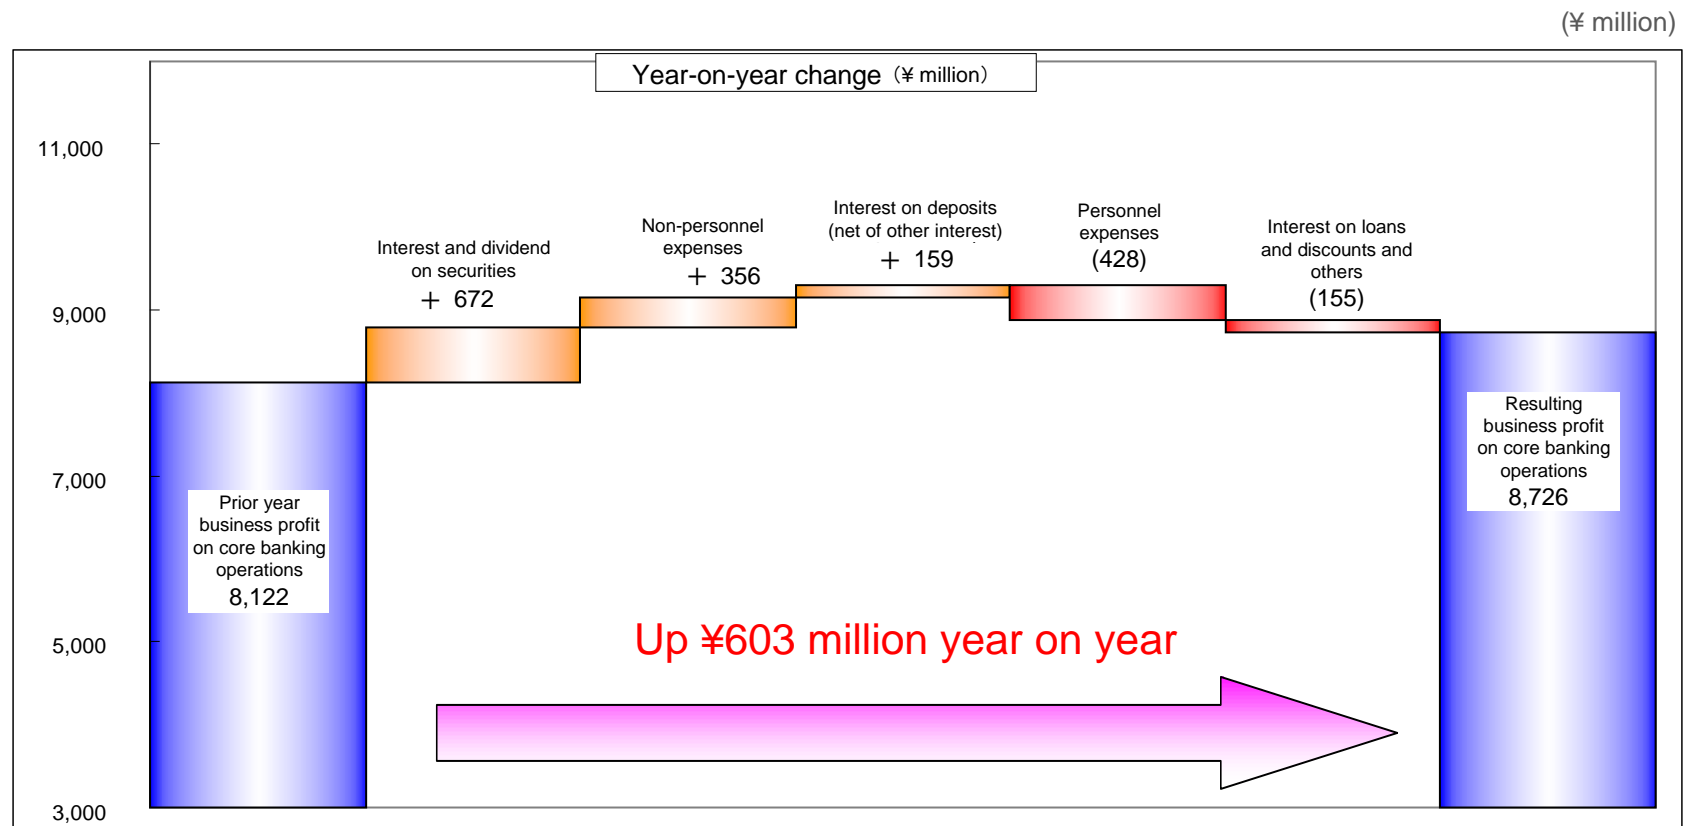 (¥ million)
Year-on-year change（¥ million）
11,000
9,000
7,000
5,000
3,000
Interest and dividend
on securities
＋ 672
Non-personnel
expenses
＋ 356
Interest on deposits
(net of other interest)
＋ 159
Personnel
expenses
(428)
Interest on loans
and discounts and
others
(155)
Prior year
business profit
on core banking
operations
8,122
Resulting
business profit
on core banking
operations
8,726
Up ¥603 million year on year